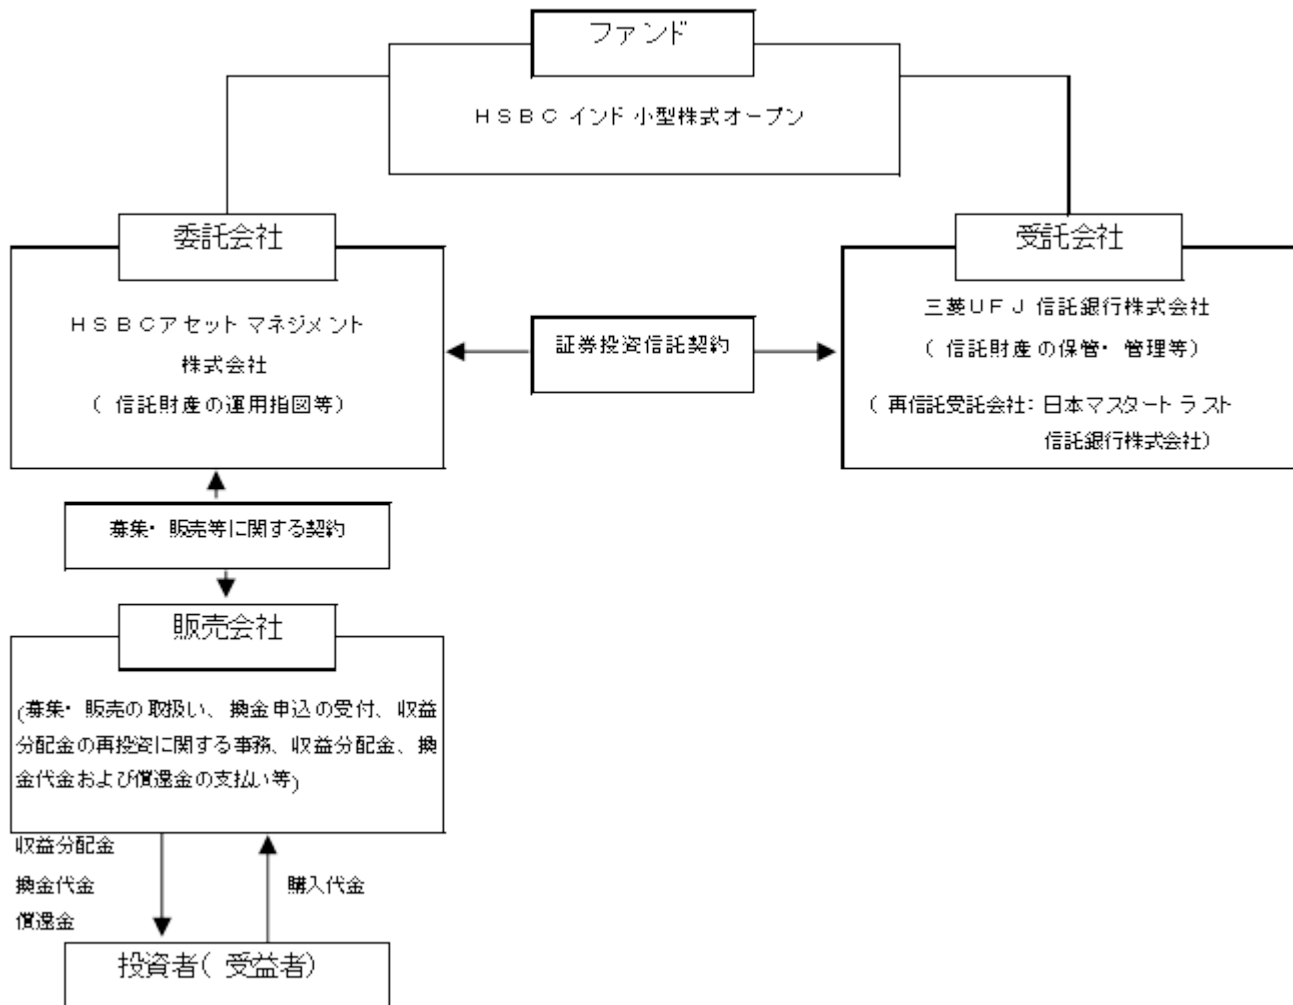 ファンド
HSBC インド小型株式オープン
委託会社
HSBCアセットマネジメント
株式会社
(信託財産の運用指図等)
証券投資信託契約
受託会社
三菱UFJ信託銀行株式会社
(信託財産の保管・管理等)
(再信託受託会社:日本マスタートラスト
信託銀行株式会社)
募集・販売等に関する契約
販売会社
(募集・販売の取扱い、換金申込の受付、収益
分配金の再投資に関する事務、収益分配金、換
金代金および償還金の支払い等)
収益分配金
換金代金
償還金
購入代金
投資者(受益者)